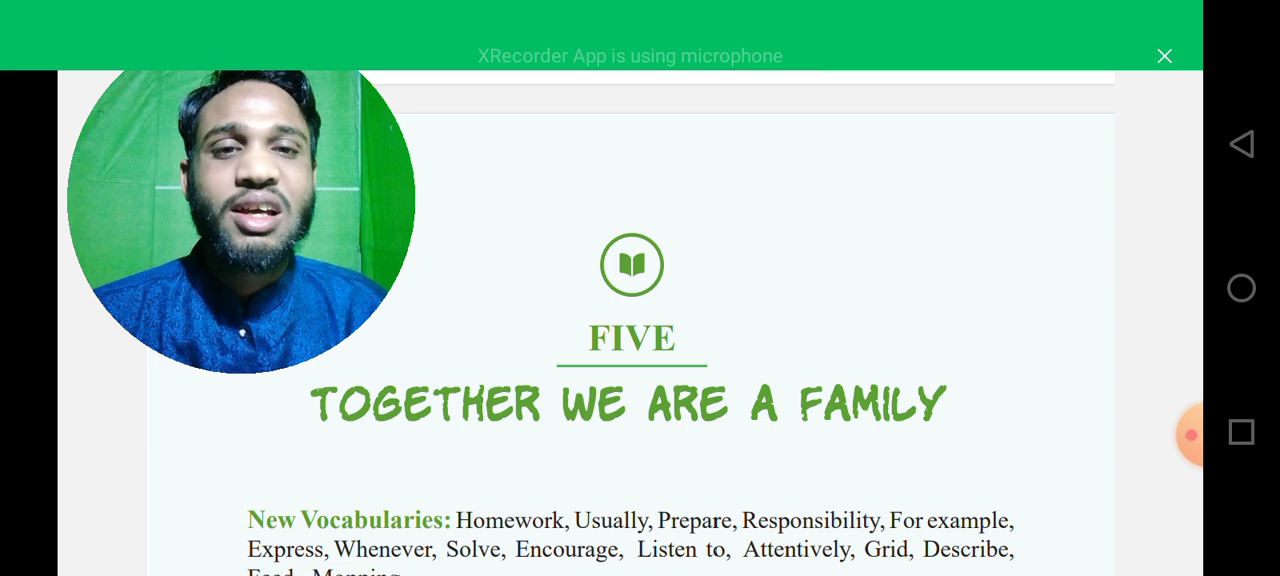 XRecorder App is using microphone
FIVE
TOGETHER WE ARE A FAMILY
New Vocabularies: Homework, Usually, Prepare, Responsibility, For example,
Express, Whenever, Solve, Encourage, Listen to, Attentively, Grid, Describe,